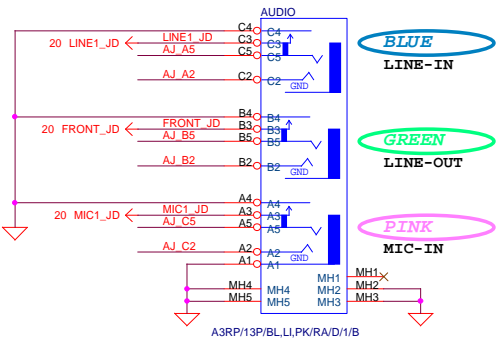 AUDIO
C4 C4
LINE1_JD C3 C3
20 LINE1_JD
AJ_A5 C5 C5
BLUE
LINE-IN
AJ_A2 C2 C2
GND
B4 B4
FRONT_JD B3 B3
20 FRONT_JD
AJ_B5 B5 B5
GREEN
LINE-OUT
AJ_B2 B2 B2
GND
A4 A4
MIC1_JD A3 A3
20 MIC1_JD
AJ_C5 A5 A5
PINK
MIC-IN
AJ_C2 A2 A2
GND
A1 A1
MH1 MH1
MH4 MH4 MH2 MH2
MH5 MH5 MH3 MH3
A3RP/13P/BL,LI,PK/RA/D/1/B